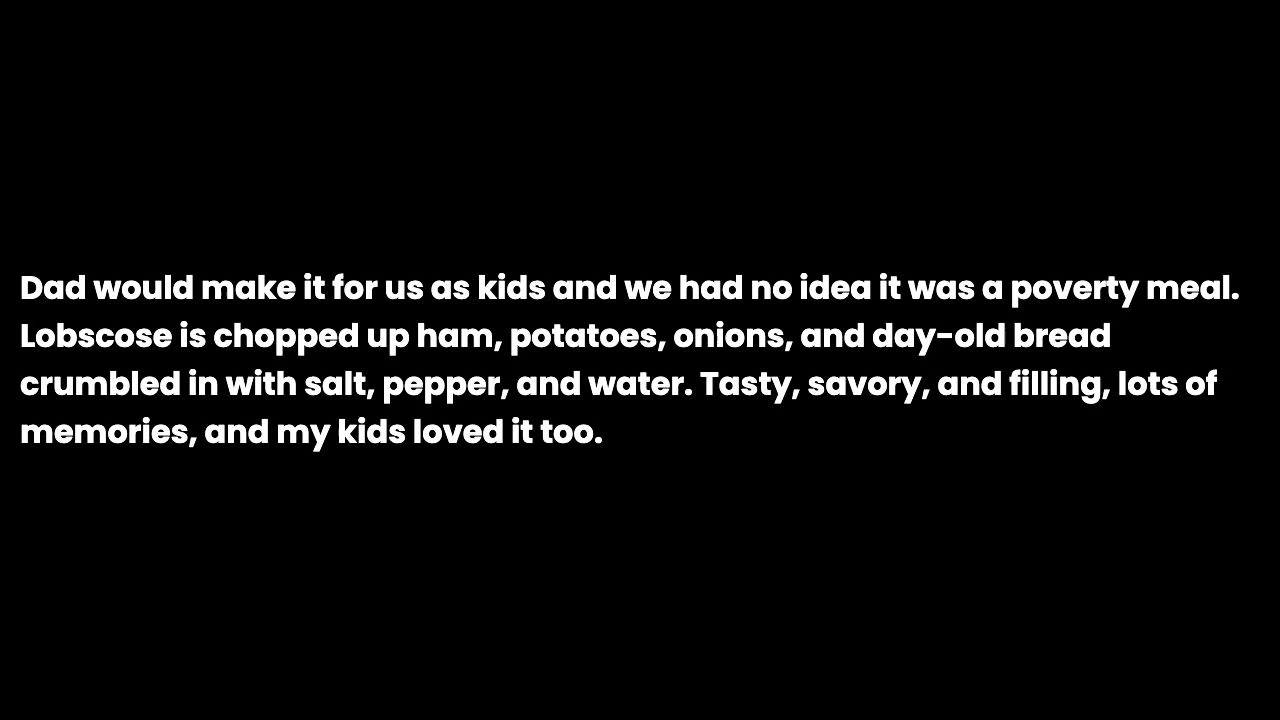 Dad would make it for us as kids and we had no idea it was a poverty meal.
Lobscose is chopped up ham, potatoes, onions, and day-old bread
crumbled in with salt, pepper, and water. Tasty, savory, and filling, lots of
memories, and my kids loved it too.